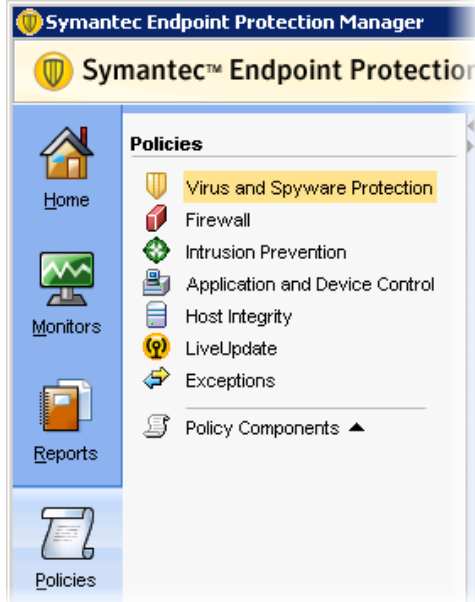 Symantec Endpoint Protection Manager
Symantec™ Endpoint Protection
Home
Monitors
Reports
Policies
Policies
Virus and Spyware Protection
Firewall
Intrusion Prevention
Application and Device Control
Host Integrity
LiveUpdate
Exceptions
Policy Components ▲